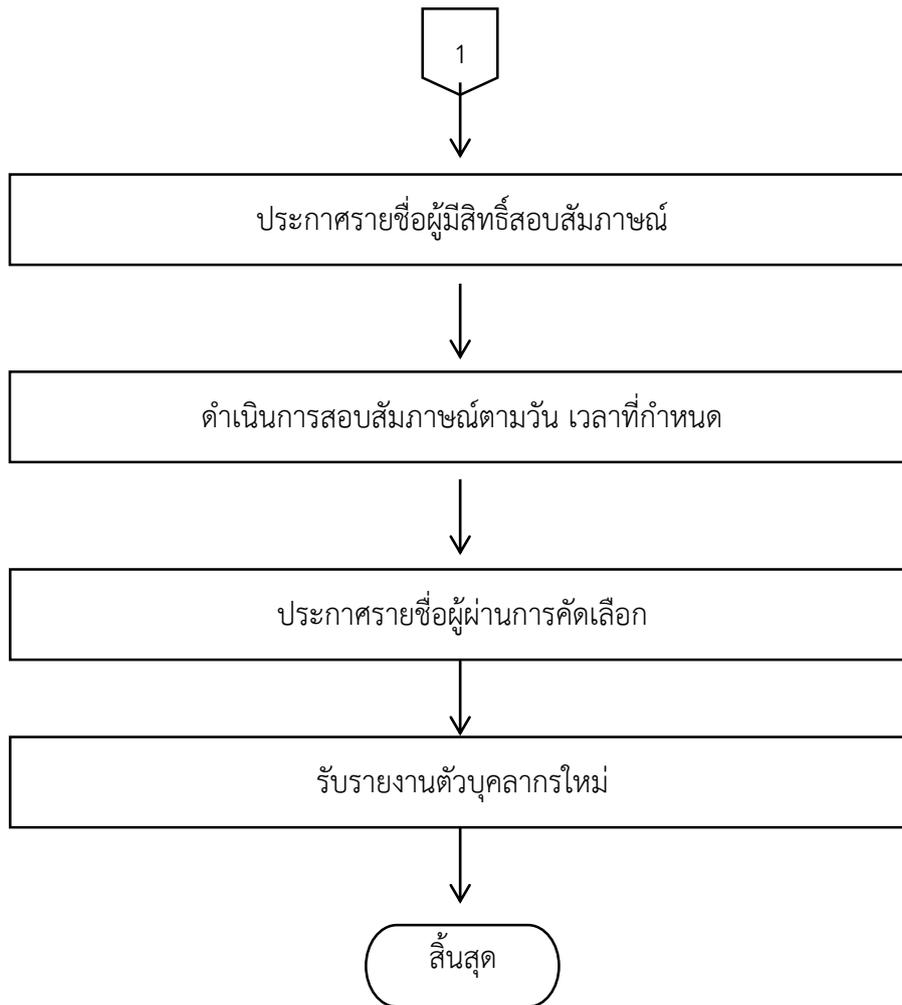 1
ประกาศรายชื่อผู้มีสิทธิ์สอบสัมภาษณ์
ดำเนินการสอบสัมภาษณ์ตามวัน เวลาที่กำหนด
ประกาศรายชื่อผู้ผ่านการคัดเลือก
รับรายงานตัวบุคลากรใหม่
สิ้นสุด